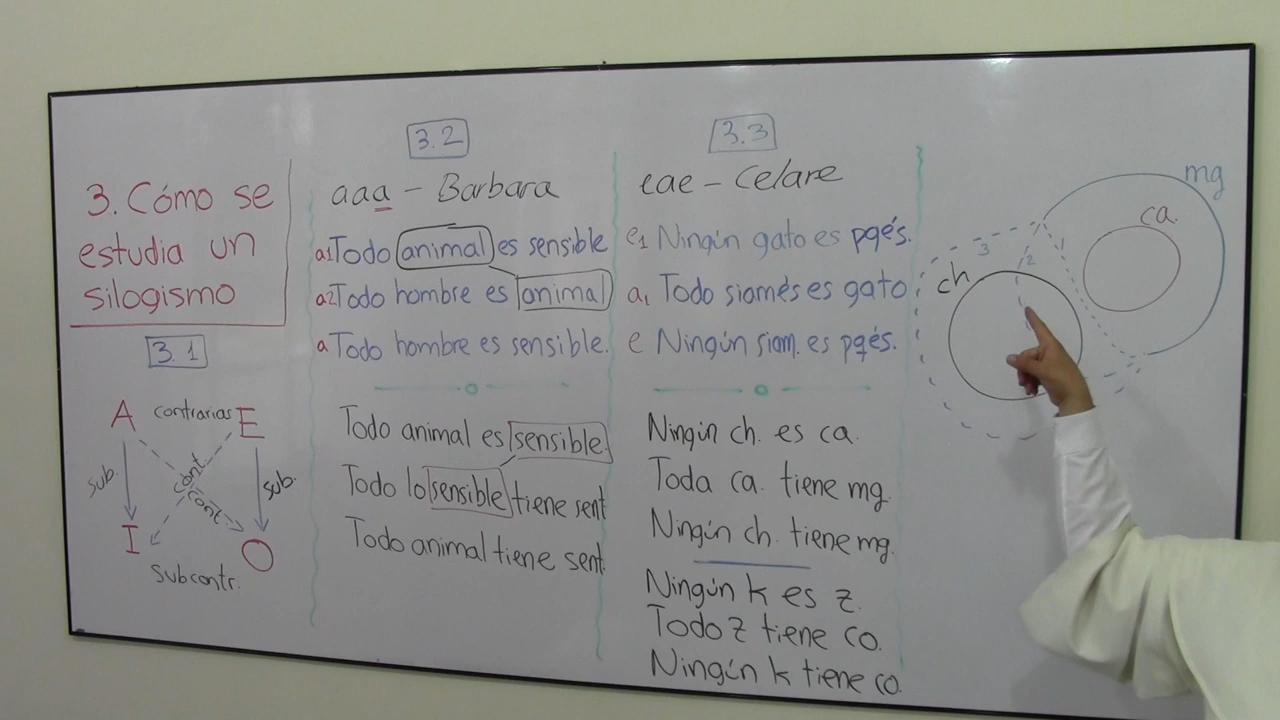 3. Cómo se
estudia un
silogismo
3.1
A contrarias E
sub.
cont
cont
sub.
I
O
subcontr.
3.2
aaa - Barbara
a1 Todo animal es sensible
a2 Todo hombre es animal
a Todo hombre es sensible.
Todo animal es sensible.
Todo lo sensible tiene sent
Todo animal tiene sent.
3.3
eae - Celare
e1 Ningún gato es pqés.
a1 Todo siamés es gato
e Ningún siam. es pqés.
Ningún ch. es ca.
Toda ca. tiene mg.
Ningún ch. tiene mg.
Ningún k es z.
Todo z tiene co.
Ningún k tiene co.
mg
ca.
3
2
1
ch